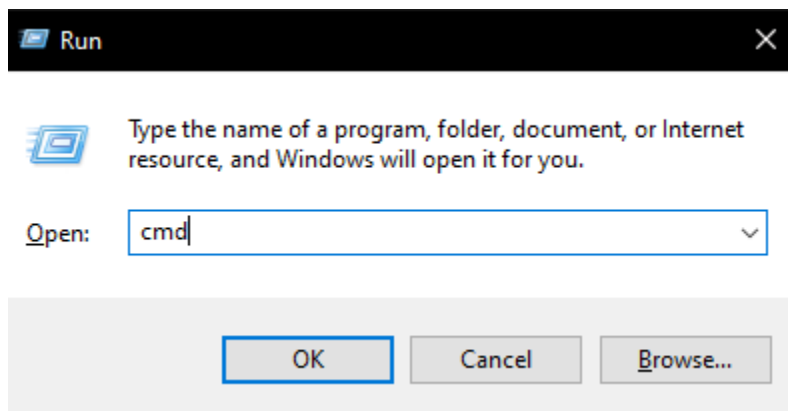 Run
Type the name of a program, folder, document, or Internet
resource, and Windows will open it for you.
Open: cmd
OK Cancel Browse...